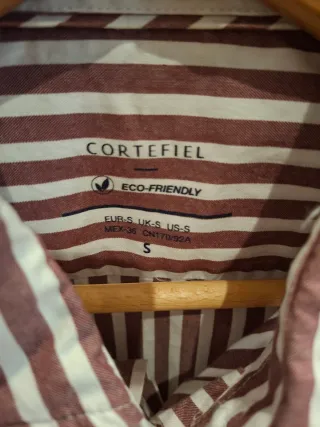 CORTEFIEL
ECO-FRIENDLY
EUR-S UK-S US-S
MEX-36 CN170/92A
S